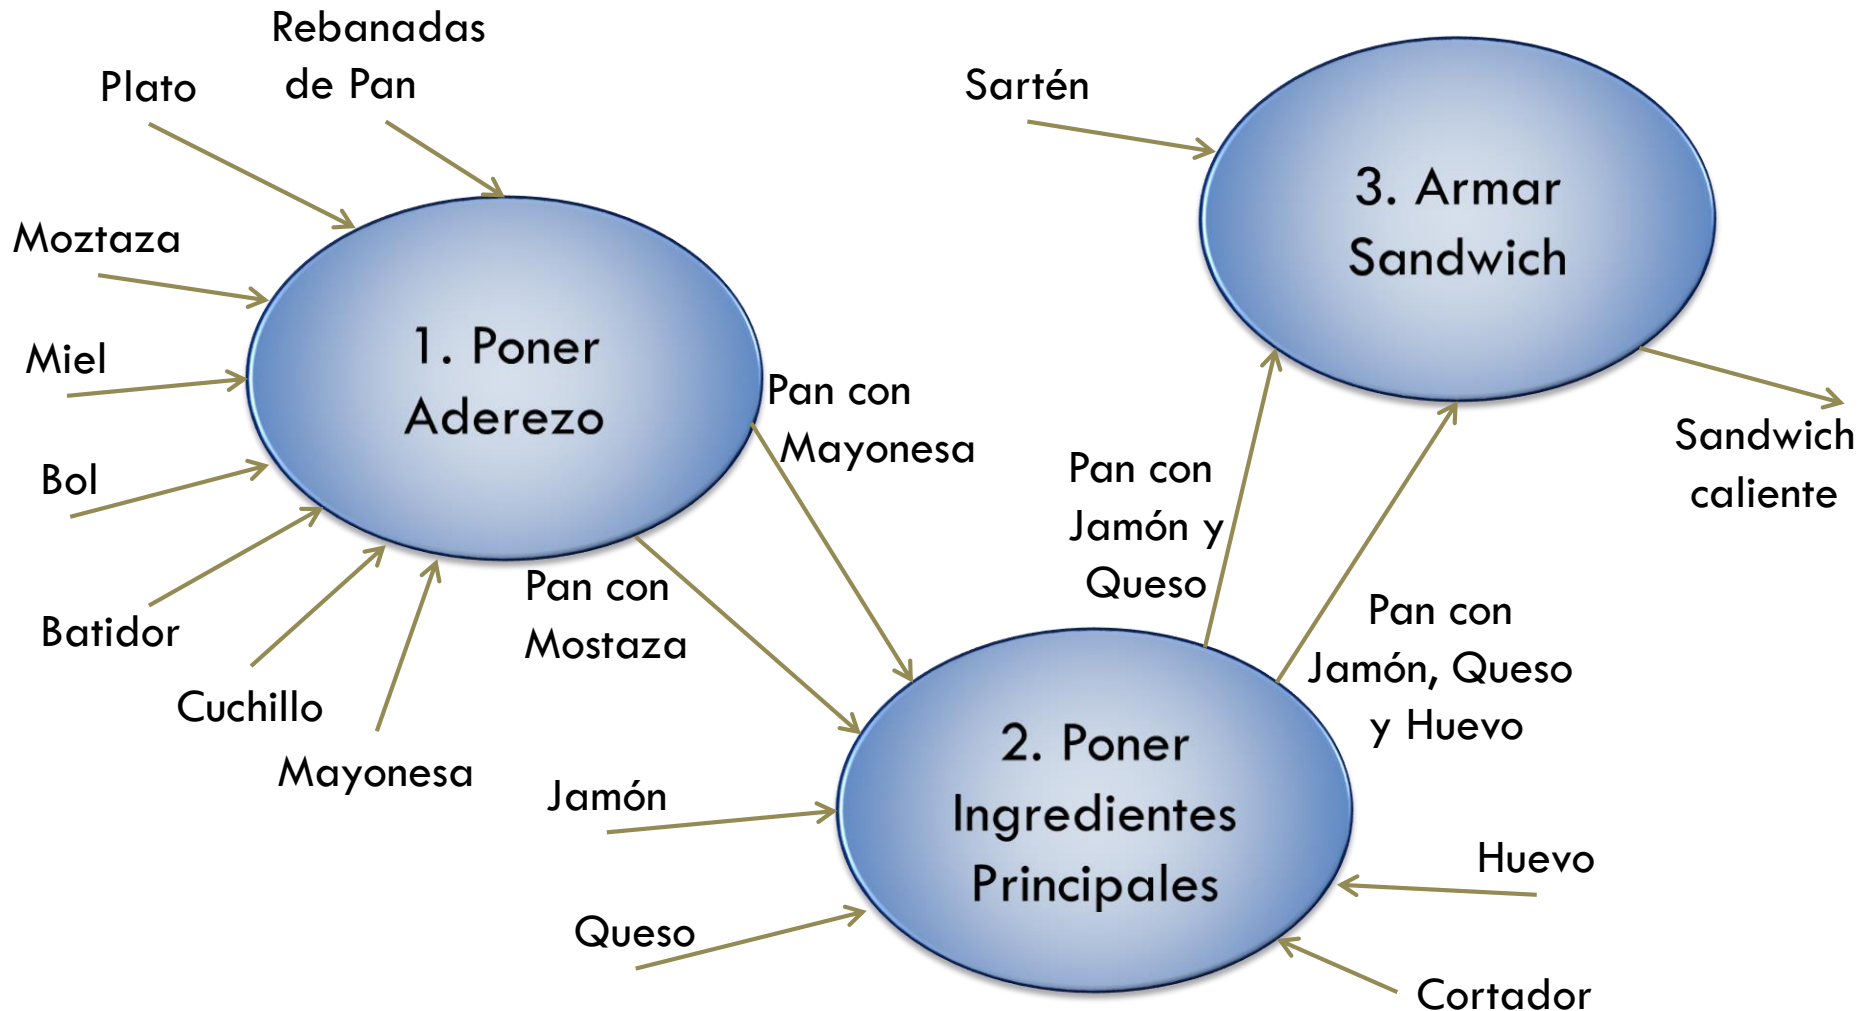 Rebanadas
de Pan
Plato
Moztaza
Miel
Bol
Batidor
Cuchillo
Mayonesa
1. Poner
Aderezo
Pan con
Mayonesa
Pan con
Mostaza
Jamón
Queso
2. Poner
Ingredientes
Principales
Huevo
Cortador
Pan con
Jamón y
Queso
Pan con
Jamón, Queso
y Huevo
Sartén
3. Armar
Sandwich
Sandwich
caliente